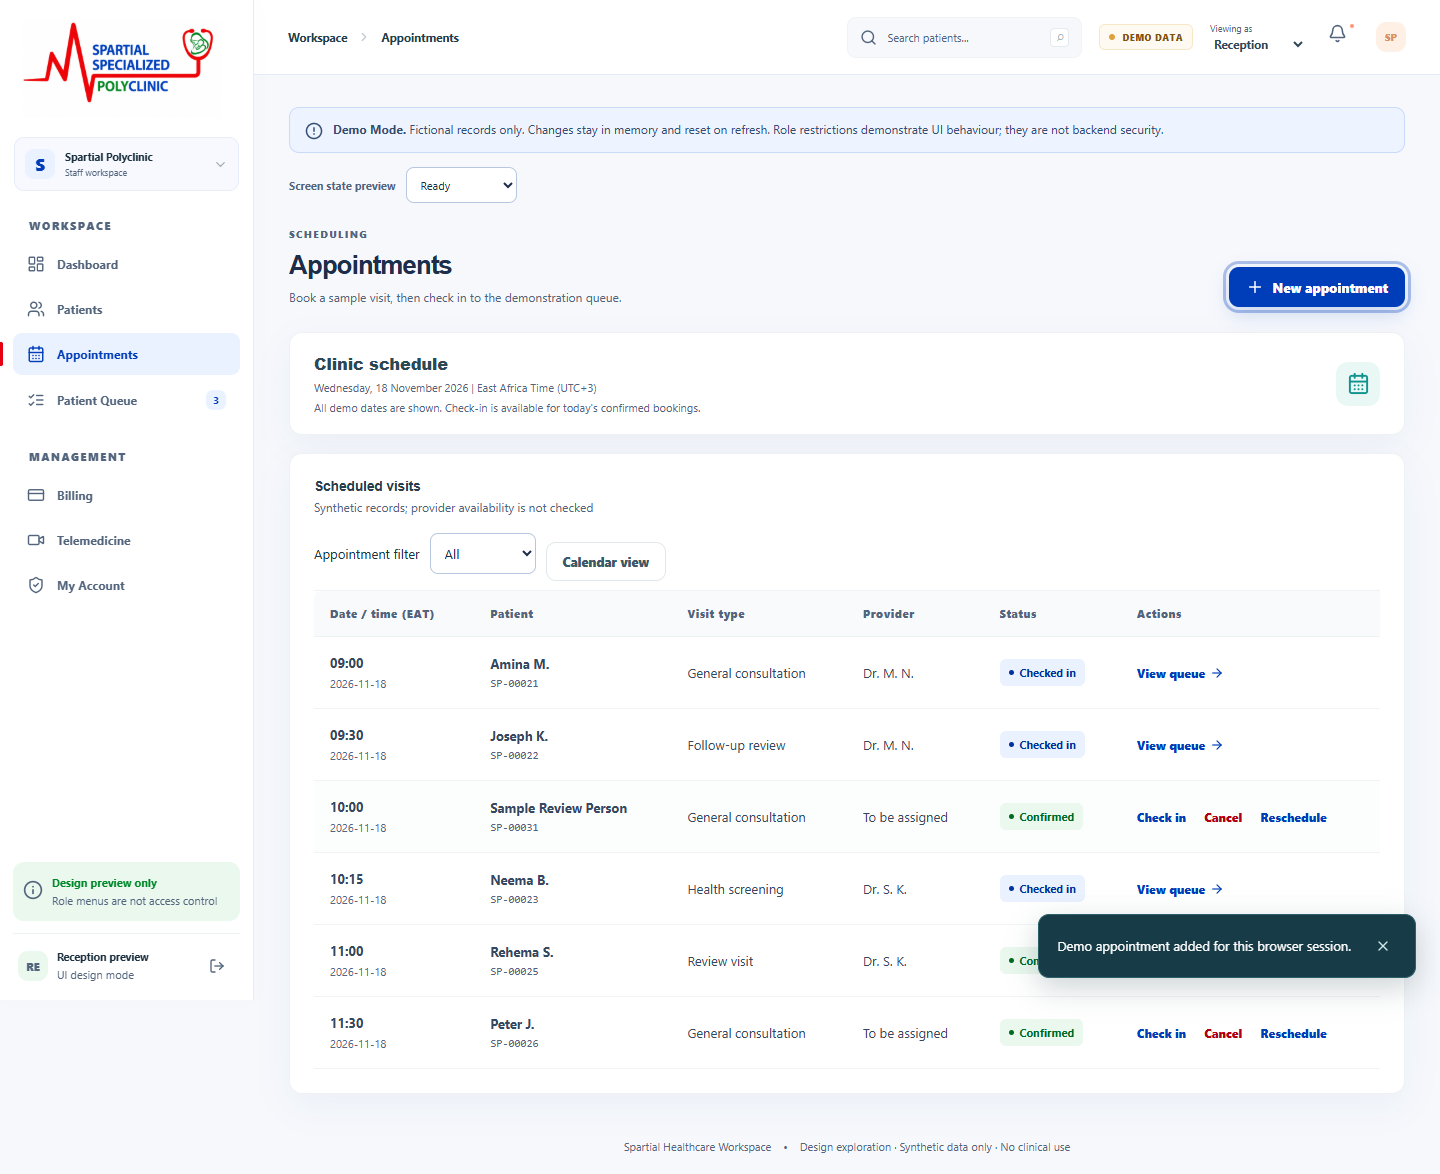 SPARTIAL
SPECIALIZED
POLYCLINIC
Spartial Polyclinic
Staff workspace
WORKSPACE
Dashboard
Patients
Appointments
Patient Queue 3
MANAGEMENT
Billing
Telemedicine
My Account
Design preview only
Role menus are not access control
RE
Reception preview
UI design mode
Workspace Appointments
Search patients...
DEMO DATA
Viewing as
Reception
SP
Demo Mode. Fictional records only. Changes stay in memory and reset on refresh. Role restrictions demonstrate UI behaviour; they are not backend security.
Screen state preview Ready
SCHEDULING
Appointments
Book a sample visit, then check in to the demonstration queue.
New appointment
Clinic schedule
Wednesday, 18 November 2026 | East Africa Time (UTC+3)
All demo dates are shown. Check-in is available for today's confirmed bookings.
Scheduled visits
Synthetic records; provider availability is not checked
Appointment filter All Calendar view
Date / time (EAT) Patient Visit type Provider Status Actions
09:00 Amina M. General consultation Dr. M. N. Checked in View queue →
2026-11-18 SP-00021
09:30 Joseph K. Follow-up review Dr. M. N. Checked in View queue →
2026-11-18 SP-00022
10:00 Sample Review Person General consultation To be assigned Confirmed Check in Cancel Reschedule
2026-11-18 SP-00031
10:15 Neema B. Health screening Dr. S. K. Checked in View queue →
2026-11-18 SP-00023
11:00 Rehema S. Review visit Dr. S. K.
2026-11-18 SP-00025
Demo appointment added for this browser session.
11:30 Peter J. General consultation To be assigned Confirmed Check in Cancel Reschedule
2026-11-18 SP-00026
Spartial Healthcare Workspace • Design exploration · Synthetic data only · No clinical use